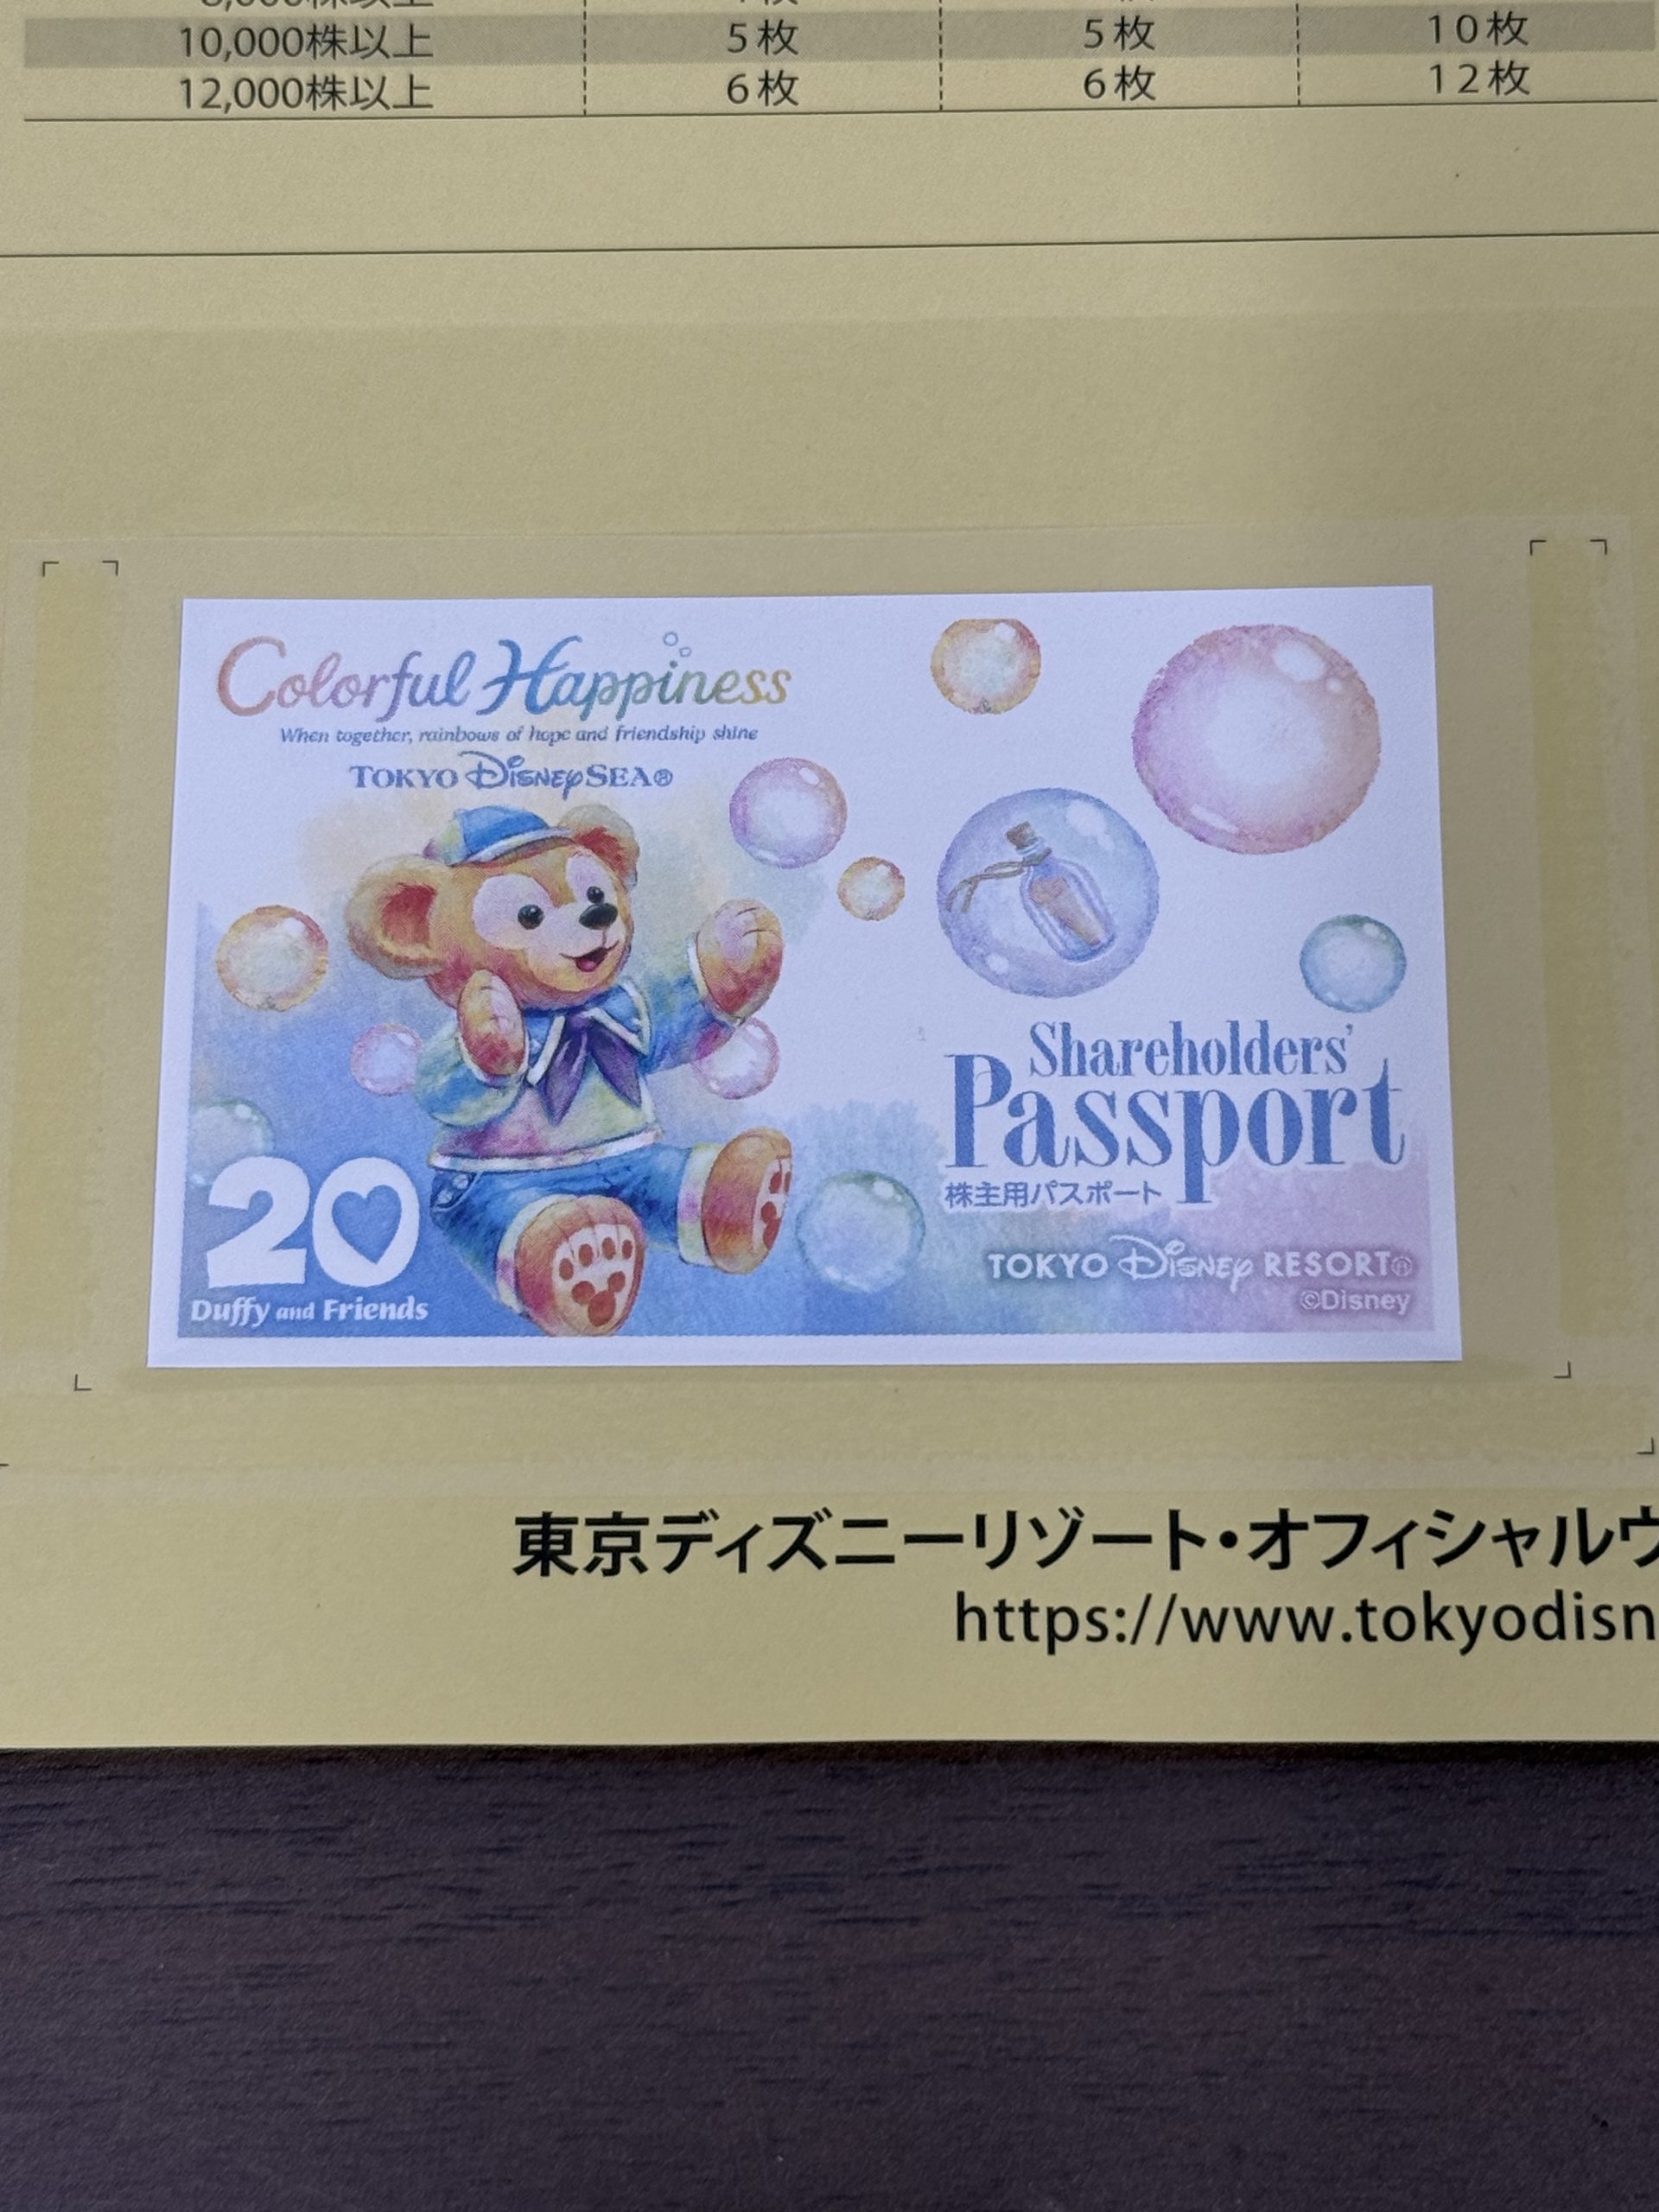 10,000株以上 5枚 5枚 10枚
12,000株以上 6枚 6枚 12枚
Colorful Happiness
When together, rainbows of hope and friendship shine
TOKYO DISNEY SEA®
20
Duffy and Friends
Shareholders'
Passport
株主用パスポート
TOKYO DISNEY RESORT®
©Disney
東京ディズニーリゾート・オフィシャルウ
https://www.tokyodisn